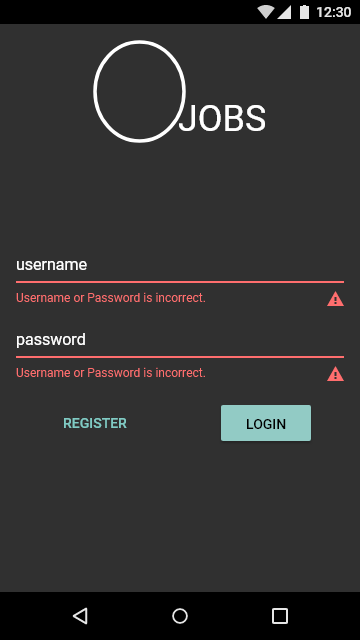 12:30
JOBS
username
Username or Password is incorrect.
password
Username or Password is incorrect.
REGISTER
LOGIN